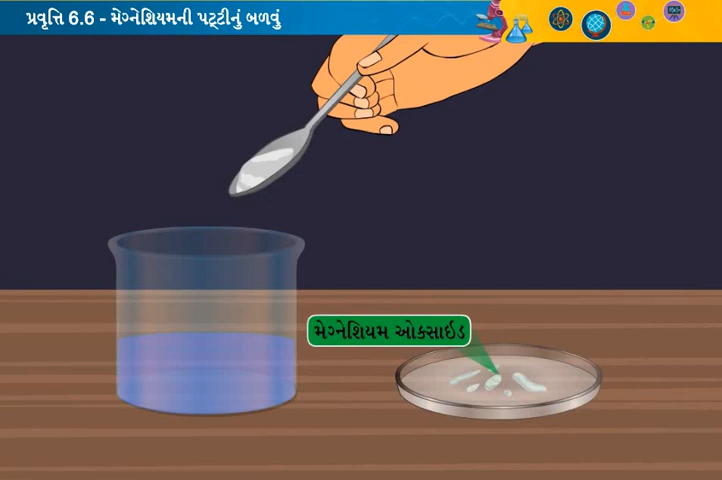 પ્રવૃત્તિ 6.6 - મેગ્નેશિયમની પટ્ટીનું બળવું
મેગ્નેશિયમ ઓક્સાઇડ